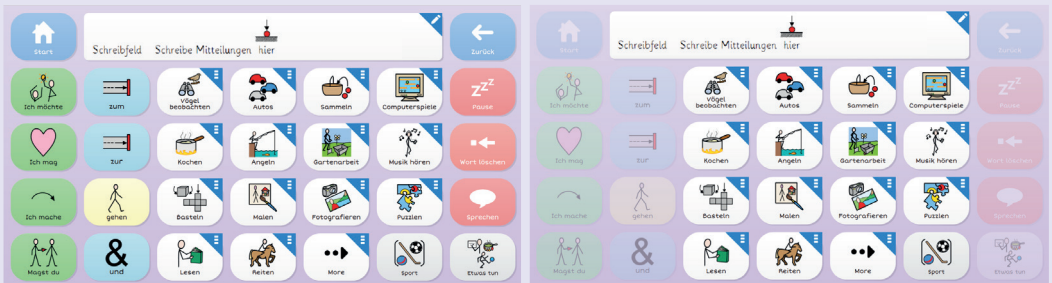 Start
Schreibfeld Schreibe Mitteilungen hier
Zurück
Ich möchte
zum
Vögel
beobachten
Autos
Sammeln
Computerspiele
zzz
Pause
Ich mag
zur
Kochen
Angeln
Gartenarbeit
Musik hören
Wort löschen
Ich mache
gehen
Basteln
Malen
Fotografieren
Puzzlen
Sprechen
Magst du
&
und
Lesen
Reiten
More
Sport
Etwas tun
Start
Schreibfeld Schreibe Mitteilungen hier
Zurück
Ich möchte
zum
Vögel
beobachten
Autos
Sammeln
Computerspiele
zzz
Pause
Ich mag
zur
Kochen
Angeln
Gartenarbeit
Musik hören
Wort löschen
Ich mache
gehen
Basteln
Malen
Fotografieren
Puzzlen
Sprechen
Magst du
&
und
Lesen
Reiten
More
Sport
Etwas tun